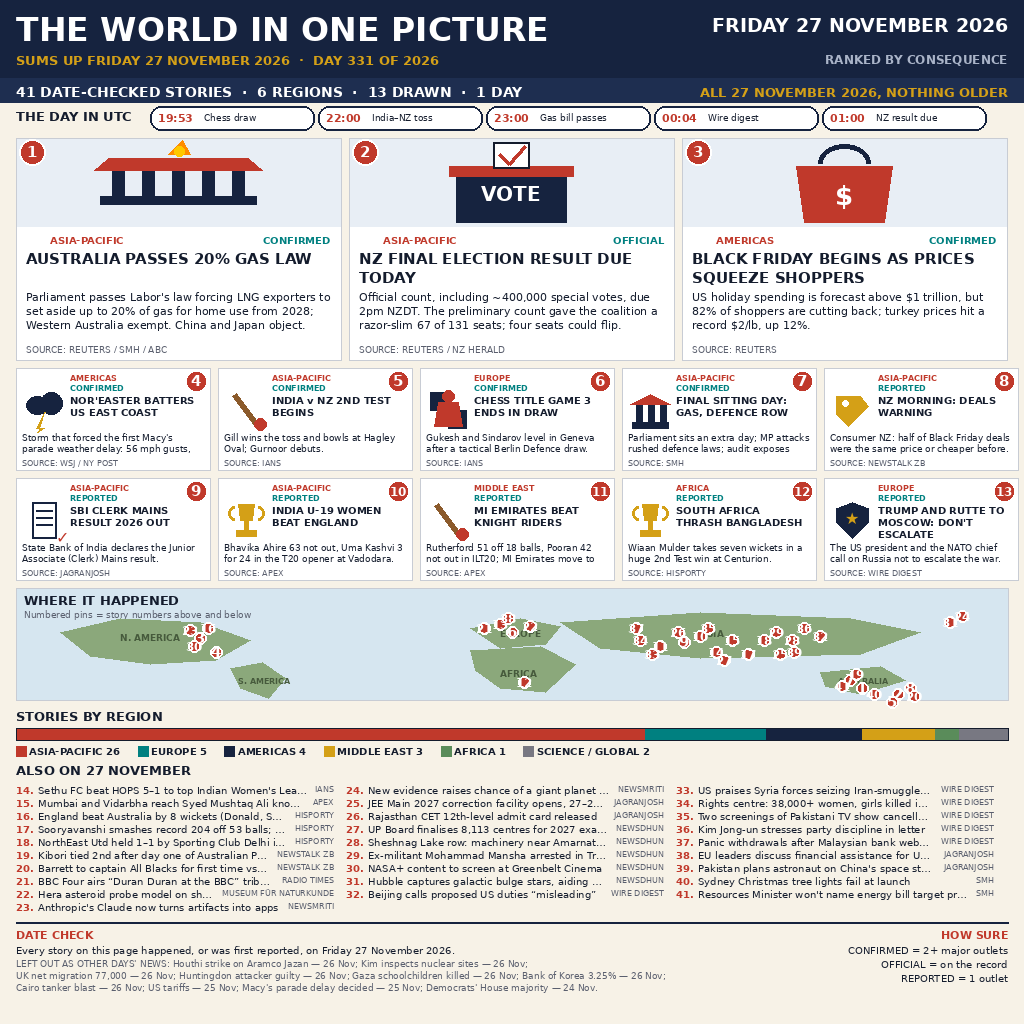 THE WORLD IN ONE PICTURE
FRIDAY 27 NOVEMBER 2026
SUMS UP FRIDAY 27 NOVEMBER 2026 · DAY 331 OF 2026
RANKED BY CONSEQUENCE
41 DATE-CHECKED STORIES · 6 REGIONS · 13 DRAWN · 1 DAY
ALL 27 NOVEMBER 2026, NOTHING OLDER
THE DAY IN UTC
19:53 Chess draw
22:00 India–NZ toss
23:00 Gas bill passes
00:04 Wire digest
01:00 NZ result due
1
ASIA-PACIFIC CONFIRMED
AUSTRALIA PASSES 20% GAS LAW
Parliament passes Labor's law forcing LNG exporters to
set aside up to 20% of gas for home use from 2028;
Western Australia exempt. China and Japan object.
SOURCE: REUTERS / SMH / ABC
2
VOTE
ASIA-PACIFIC OFFICIAL
NZ FINAL ELECTION RESULT DUE
TODAY
Official count, including ~400,000 special votes, due
2pm NZDT. The preliminary count gave the coalition a
razor-slim 67 of 131 seats; four seats could flip.
SOURCE: REUTERS / NZ HERALD
3
$
AMERICAS CONFIRMED
BLACK FRIDAY BEGINS AS PRICES
SQUEEZE SHOPPERS
US holiday spending is forecast above $1 trillion, but
82% of shoppers are cutting back; turkey prices hit a
record $2/lb, up 12%.
SOURCE: REUTERS
AMERICAS
CONFIRMED
4
NOR'EASTER BATTERS
US EAST COAST
Storm that forced the first Macy's
parade weather delay: 56 mph gusts,
SOURCE: WSJ / NY POST
ASIA-PACIFIC
CONFIRMED
5
INDIA v NZ 2ND TEST
BEGINS
Gill wins the toss and bowls at Hagley
Oval; Gurnoor debuts.
SOURCE: IANS
EUROPE
CONFIRMED
6
CHESS TITLE GAME 3
ENDS IN DRAW
Gukesh and Sindarov level in Geneva
after a tactical Berlin Defence draw.
SOURCE: IANS
ASIA-PACIFIC
CONFIRMED
7
FINAL SITTING DAY:
GAS, DEFENCE ROW
Parliament sits an extra day; MP attacks
rushed defence laws; audit exposes
SOURCE: SMH
ASIA-PACIFIC
REPORTED
8
NZ MORNING: DEALS
WARNING
Consumer NZ: half of Black Friday deals
were the same price or cheaper before.
SOURCE: NEWSTALK ZB
ASIA-PACIFIC
REPORTED
9
SBI CLERK MAINS
RESULT 2026 OUT
State Bank of India declares the Junior
Associate (Clerk) Mains result.
SOURCE: JAGRANJOSH
ASIA-PACIFIC
REPORTED
10
INDIA U-19 WOMEN
BEAT ENGLAND
Bhavika Ahire 63 not out, Uma Kashvi 3
for 24 in the T20 opener at Vadodara.
SOURCE: APEX
MIDDLE EAST
REPORTED
11
MI EMIRATES BEAT
KNIGHT RIDERS
Rutherford 51 off 18 balls, Pooran 42
not out in ILT20; MI Emirates move to
SOURCE: APEX
AFRICA
REPORTED
12
SOUTH AFRICA
THRASH BANGLADESH
Wiaan Mulder takes seven wickets in a
huge 2nd Test win at Centurion.
SOURCE: HISPORTY
EUROPE
REPORTED
13
TRUMP AND RUTTE TO
MOSCOW: DON'T
ESCALATE
The US president and the NATO chief
call on Russia not to escalate the war.
SOURCE: WIRE DIGEST
WHERE IT HAPPENED
Numbered pins = story numbers above and below
N. AMERICA
S. AMERICA
EUROPE
AFRICA
STORIES BY REGION
ASIA-PACIFIC 26 EUROPE 5 AMERICAS 4 MIDDLE EAST 3 AFRICA 1 SCIENCE / GLOBAL 2
ALSO ON 27 NOVEMBER
14. Sethu FC beat HOPS 5–1 to top Indian Women's Lea... IANS
15. Mumbai and Vidarbha reach Syed Mushtaq Ali kno... APEX
16. England beat Australia by 8 wickets (Donald, S... HISPORTY
17. Sooryavanshi smashes record 204 off 53 balls; ... HISPORTY
18. NorthEast Utd held 1–1 by Sporting Club Delhi i... HISPORTY
19. Kibori tied 2nd after day one of Australian P... NEWSTALK ZB
20. Barrett to captain All Blacks for first time vs... NEWSTALK ZB
21. BBC Four airs “Duran Duran at the BBC” trib... RADIO TIMES
22. Hera asteroid probe model on sh... MUSEUM FÜR NATURKUNDE
23. Anthropic's Claude now turns artifacts into apps NEWSMRITI
24. New evidence raises chance of a giant planet ... NEWSMRITI
25. JEE Main 2027 correction facility opens, 27–2... JAGRANJOSH
26. Rajasthan CET 12th-level admit card released JAGRANJOSH
27. UP Board finalises 8,113 centres for 2027 exa... NEWSDHUN
28. Sheshnag Lake row: machinery near Amarnat... NEWSDHUN
29. Ex-militant Mohammad Mansha arrested in Tr... NEWSDHUN
30. NASA+ content to screen at Greenbelt Cinema NEWSDHUN
31. Hubble captures galactic bulge stars, aiding ... NEWSDHUN
32. Beijing calls proposed US duties “misleading” WIRE DIGEST
33. US praises Syria forces seizing Iran-smuggle... WIRE DIGEST
34. Rights centre: 38,000+ women, girls killed i... WIRE DIGEST
35. Two screenings of Pakistani TV show cancell... WIRE DIGEST
36. Kim Jong-un stresses party discipline in letter WIRE DIGEST
37. Panic withdrawals after Malaysian bank web... WIRE DIGEST
38. EU leaders discuss financial assistance for U... JAGRANJOSH
39. Pakistan plans astronaut on China's space st... JAGRANJOSH
40. Sydney Christmas tree lights fail at launch SMH
41. Resources Minister won't name energy bill target pr... SMH
DATE CHECK
Every story on this page happened, or was first reported, on Friday 27 November 2026.
LEFT OUT AS OTHER DAYS' NEWS: Houthi strike on Aramco Jazan — 26 Nov; Kim inspects nuclear sites — 26 Nov;
UK net migration 77,000 — 26 Nov; Huntingdon attacker guilty — 26 Nov; Gaza schoolchildren killed — 26 Nov; Bank of Korea 3.25% — 26 Nov;
Cairo tanker blast — 26 Nov; US tariffs — 25 Nov; Macy's parade delay decided — 25 Nov; Democrats' House majority — 24 Nov.
HOW SURE
CONFIRMED = 2+ major outlets
OFFICIAL = on the record
REPORTED = 1 outlet